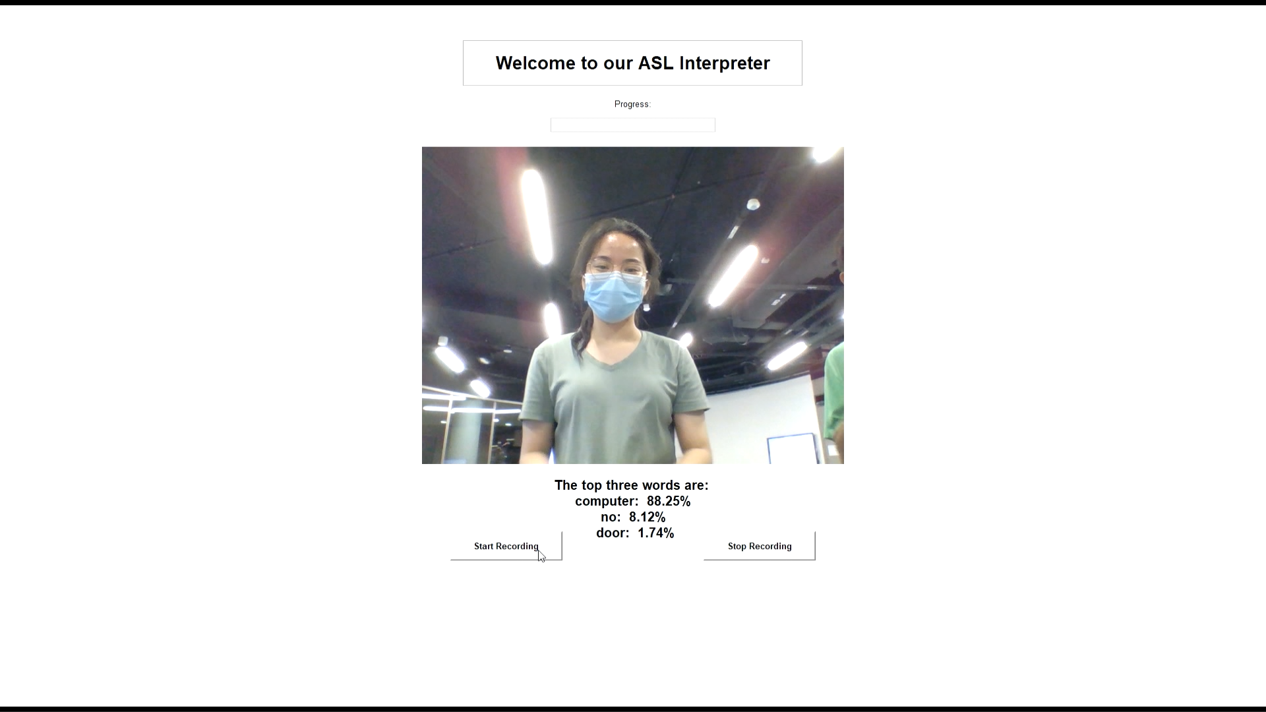 Welcome to our ASL Interpreter
Progress:
The top three words are:
computer: 88.25%
no: 8.12%
door: 1.74%
Start Recording
Stop Recording